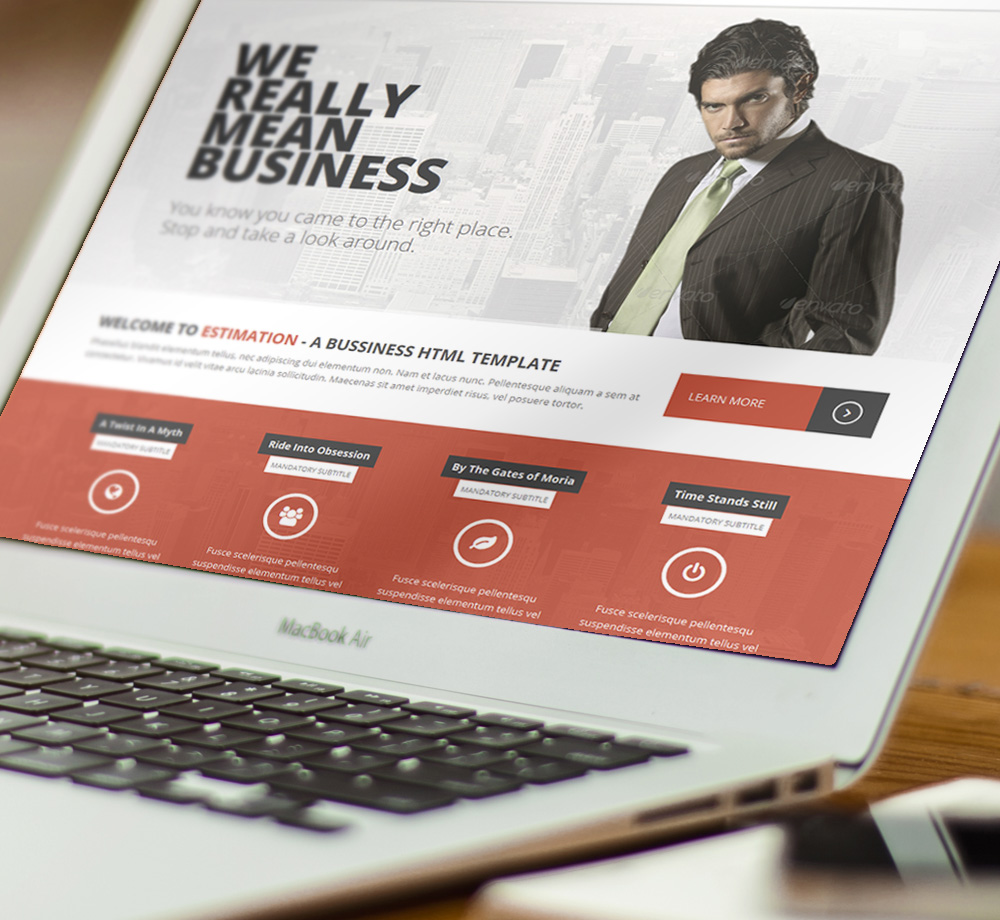 WE
REALLY
MEAN
BUSINESS
You know you came to the right place.
Stop and take a look around.
envato
envato
envato
envato
envato
WELCOME TO ESTIMATION - A BUSSINESS HTML TEMPLATE
Phasellus blandit elementum tellus, nec adipiscing dui elementum non. Nam et lacus nunc. Pellentesque aliquam a sem at
consectetur. Vivamus id velit vitae arcu lacinia sollicitudin. Maecenas sit amet imperdiet risus, vel posuere tortor.
LEARN MORE
A Twist In A Myth
MANDATORY SUBTITLE
Fusce scelerisque pellentesqu
suspendisse elementum tellus vel
Ride Into Obsession
MANDATORY SUBTITLE
Fusce scelerisque pellentesqu
suspendisse elementum tellus vel
By The Gates of Moria
MANDATORY SUBTITLE
Fusce scelerisque pellentesqu
suspendisse elementum tellus vel
Time Stands Still
MANDATORY SUBTITLE
Fusce scelerisque pellentesqu
suspendisse elementum tellus vel
MacBook Air